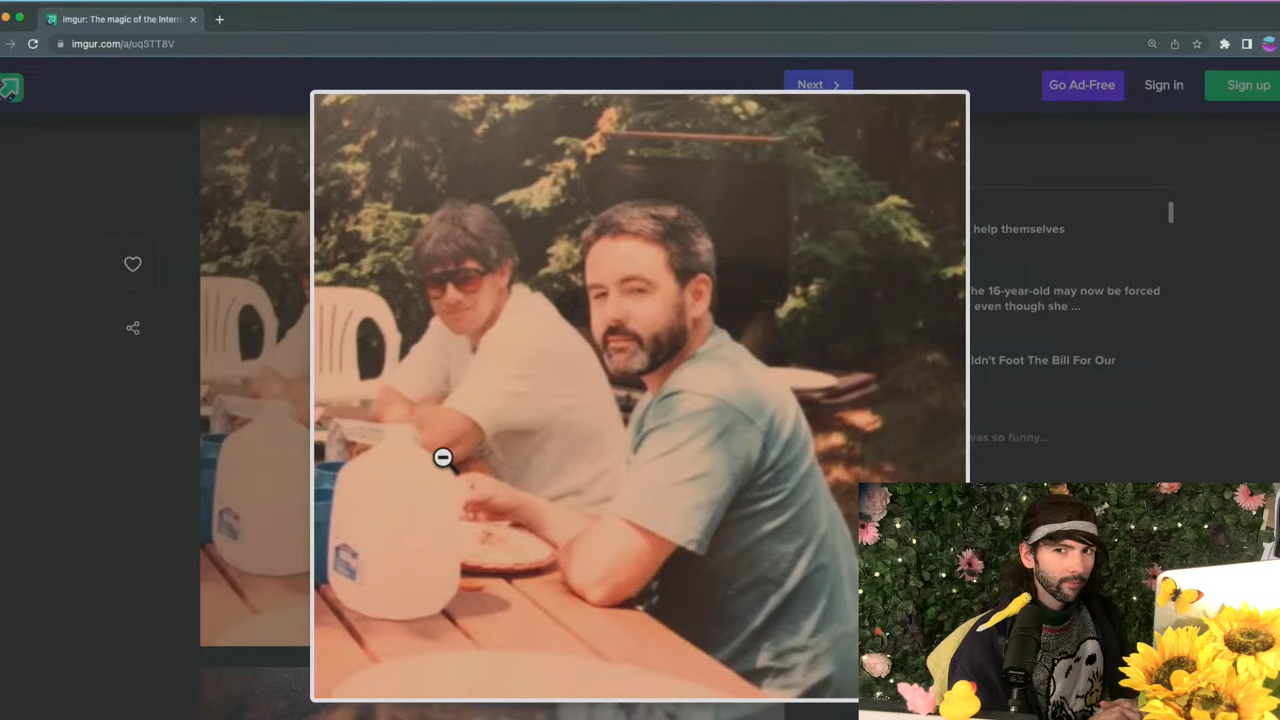 Imgur: The magic of the Intern
imgur.com/a/uqSTT8V
Next
Go Ad-Free
Sign in
Sign up
help themselves
he 16-year-old may now be forced
even though she ...
ldn't Foot The Bill For Our
was so funny...